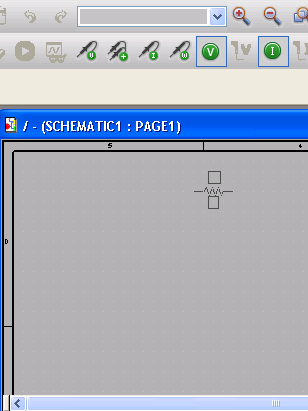 V
I
W
V
V
I
/ - (SCHEMATIC1 : PAGE1)
5
4
D